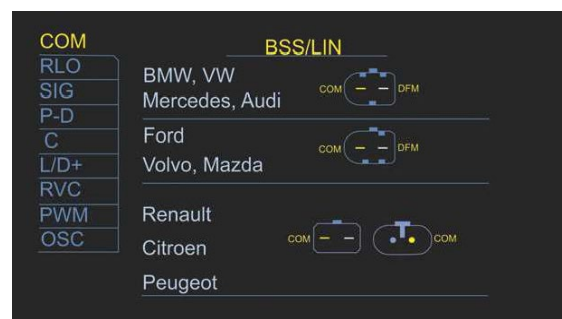 COM
RLO
SIG
P-D
C
L/D+
RVC
PWM
OSC
BSS/LIN
BMW, VW
Mercedes, Audi
COM DFM
Ford
Volvo, Mazda
COM DFM
Renault
Citroen
Peugeot
COM COM